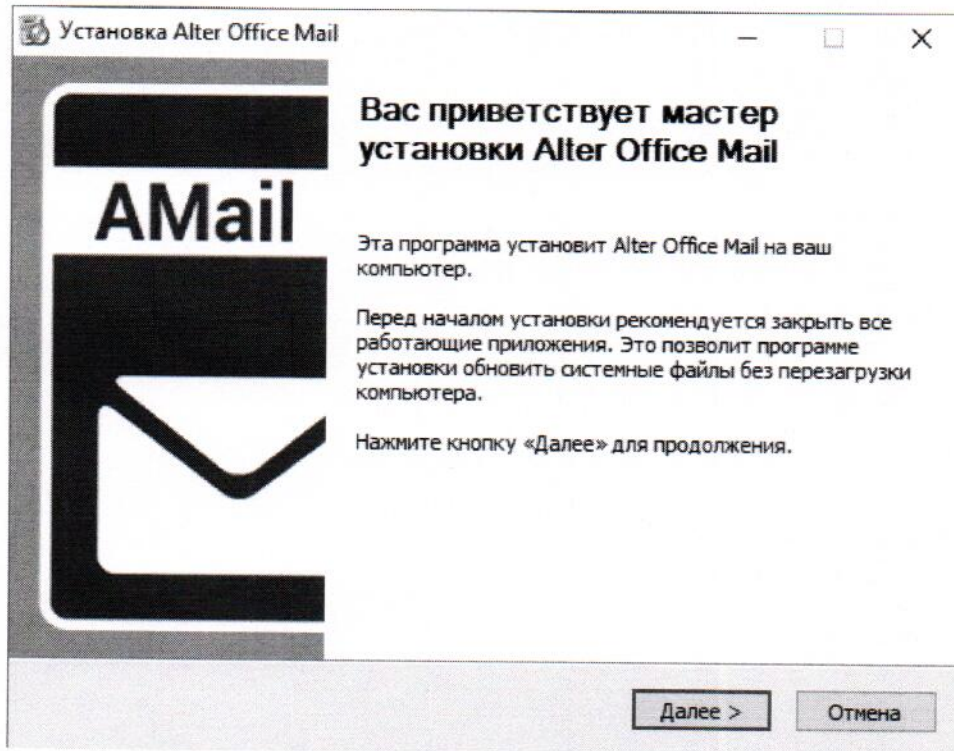 Установка Alter Office Mail
AMail
Вас приветствует мастер
установки Alter Office Mail
Эта программа установит Alter Office Mail на ваш
компьютер.
Перед началом установки рекомендуется закрыть все
работающие приложения. Это позволит программе
установки обновить системные файлы без перезагрузки
компьютера.
Нажмите кнопку «Далее» для продолжения.
Далее >
Отмена